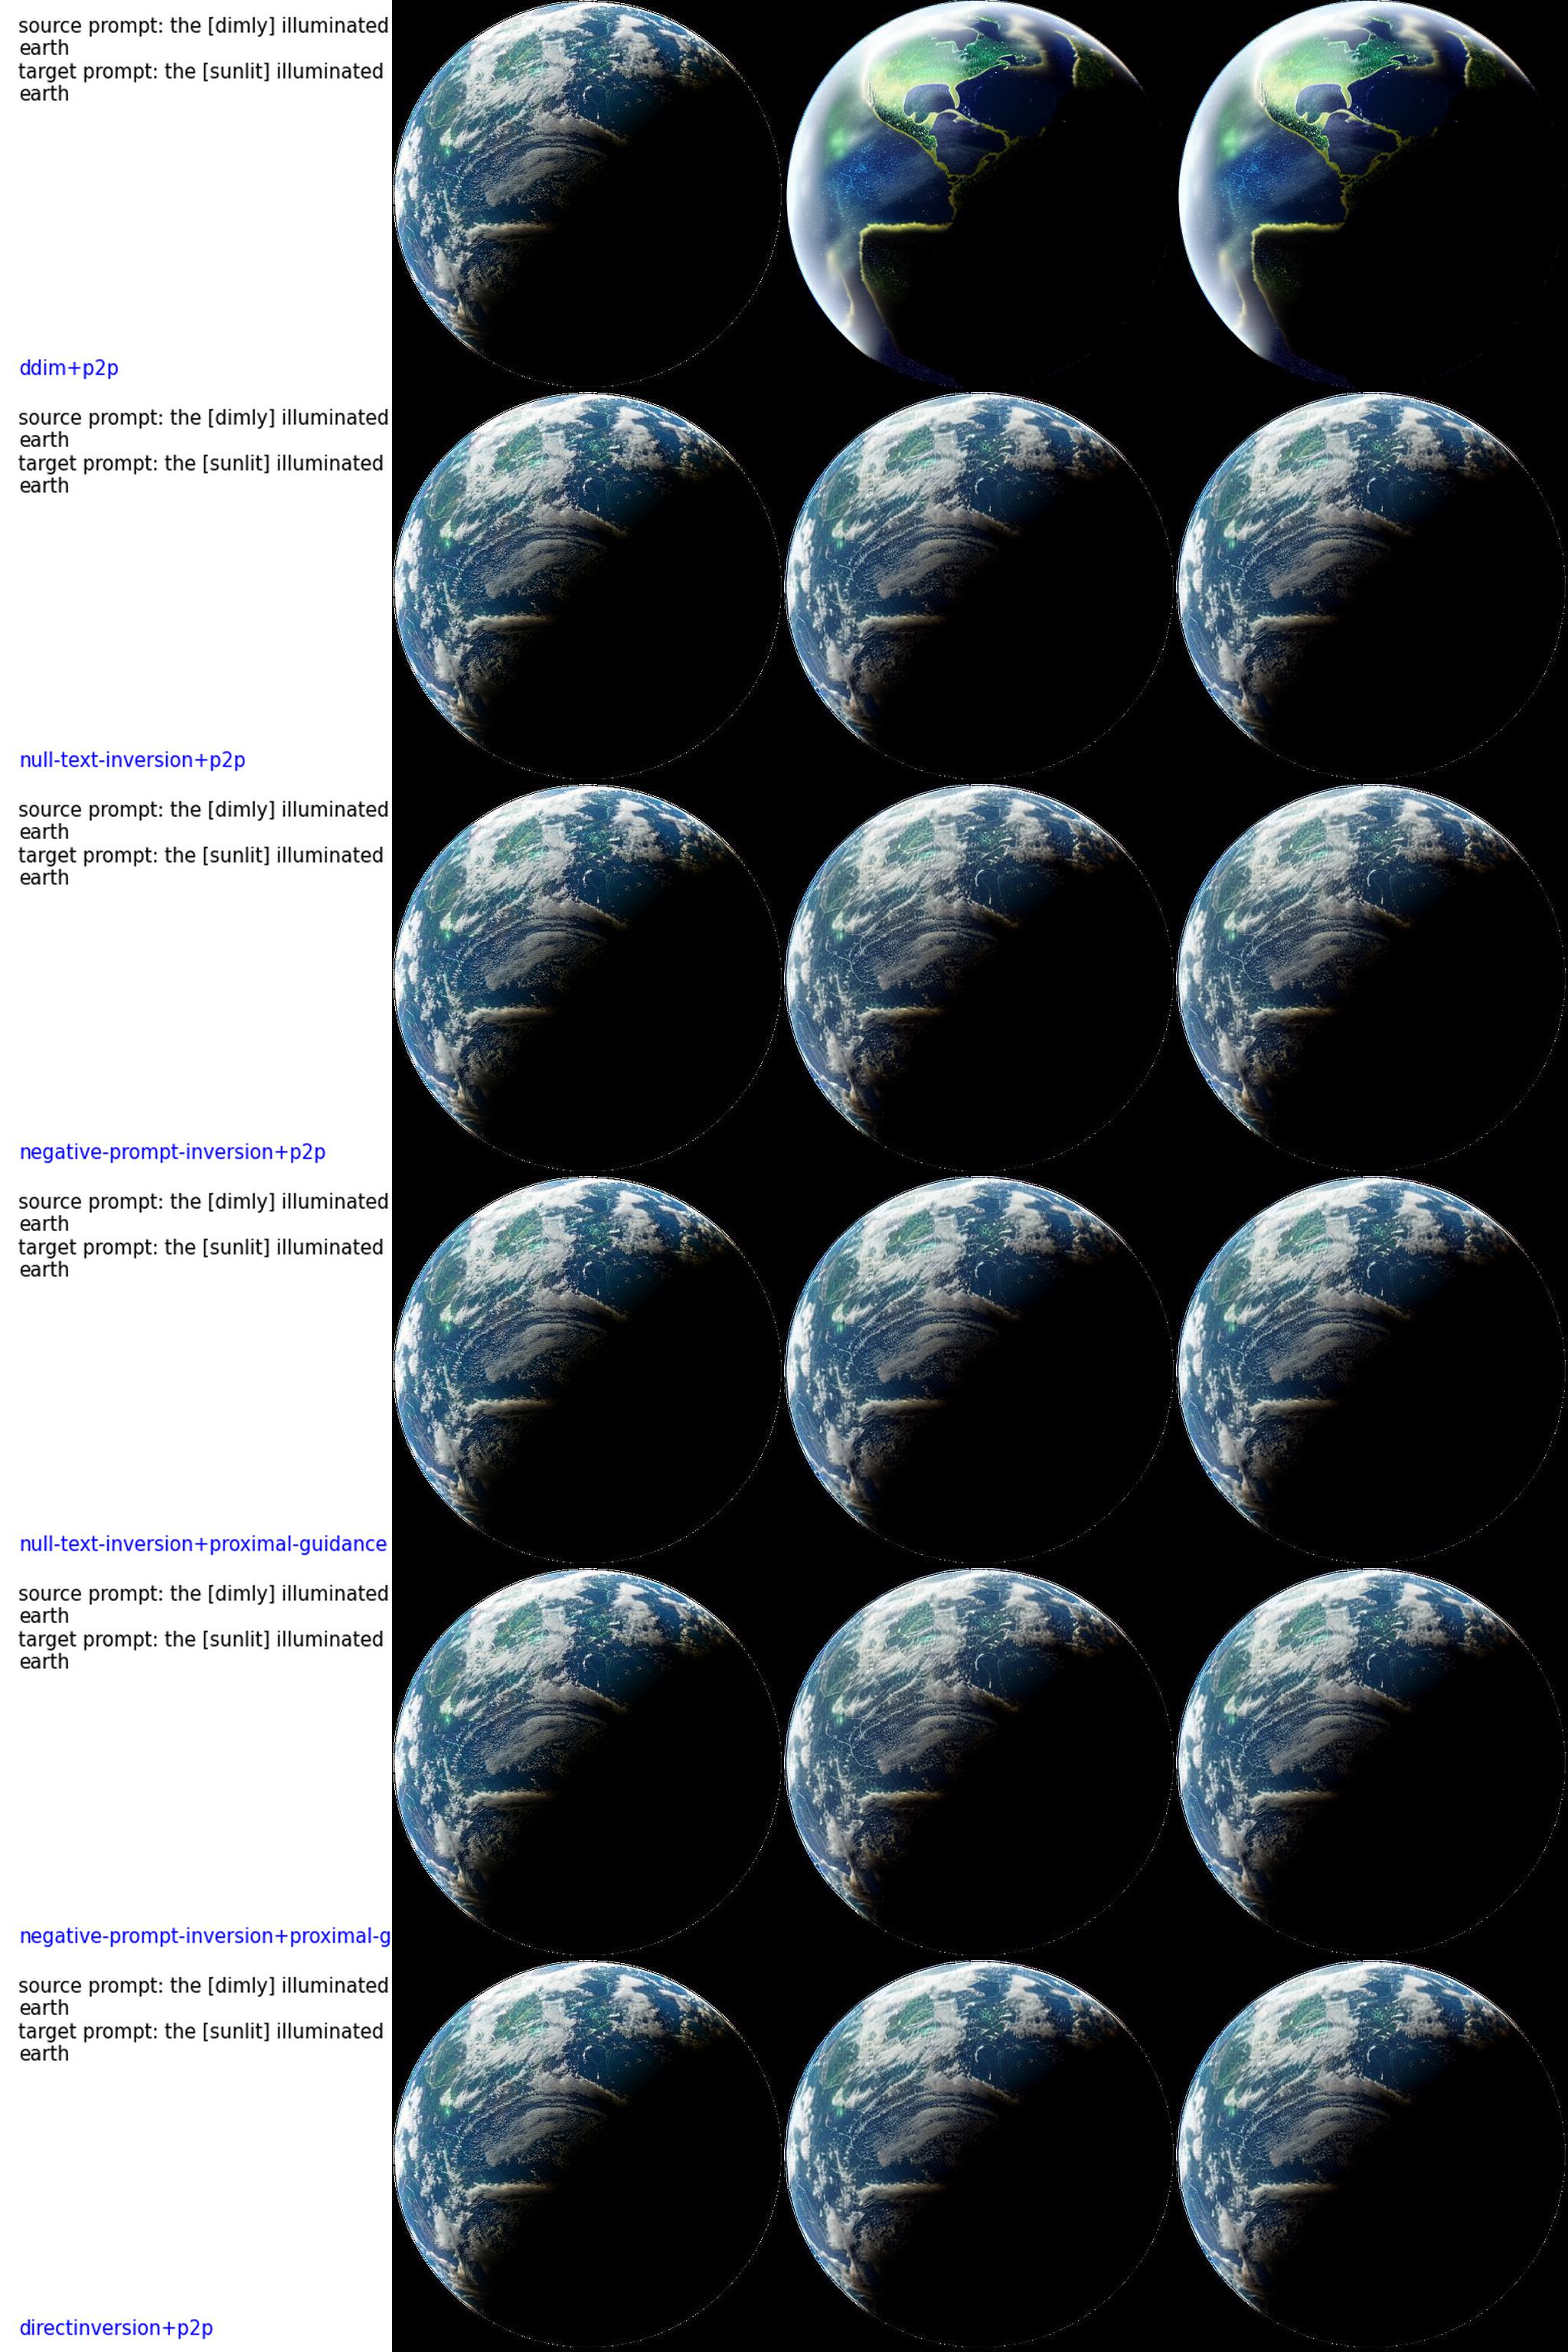 source prompt: the [dimly] illuminated
earth
target prompt: the [sunlit] illuminated
earth
ddim+p2p
source prompt: the [dimly] illuminated
earth
target prompt: the [sunlit] illuminated
earth
null-text-inversion+p2p
source prompt: the [dimly] illuminated
earth
target prompt: the [sunlit] illuminated
earth
negative-prompt-inversion+p2p
source prompt: the [dimly] illuminated
earth
target prompt: the [sunlit] illuminated
earth
null-text-inversion+proximal-guidance
source prompt: the [dimly] illuminated
earth
target prompt: the [sunlit] illuminated
earth
negative-prompt-inversion+proximal-g
source prompt: the [dimly] illuminated
earth
target prompt: the [sunlit] illuminated
earth
directinversion+p2p